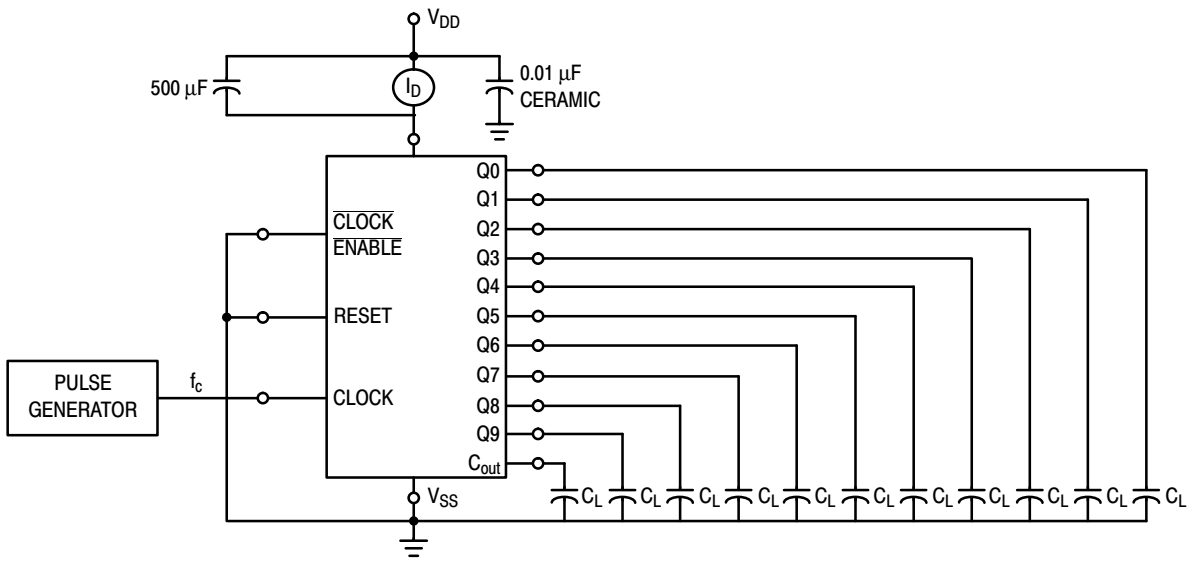 V_DD
500 μF
I_D
0.01 μF
CERAMIC
Q0
Q1
CLOCK
Q2
ENABLE
Q3
Q4
RESET
Q5
Q6
PULSE
GENERATOR
f_c
CLOCK
Q7
Q8
Q9
C_out
V_SS
C_L
C_L
C_L
C_L
C_L
C_L
C_L
C_L
C_L
C_L
C_L